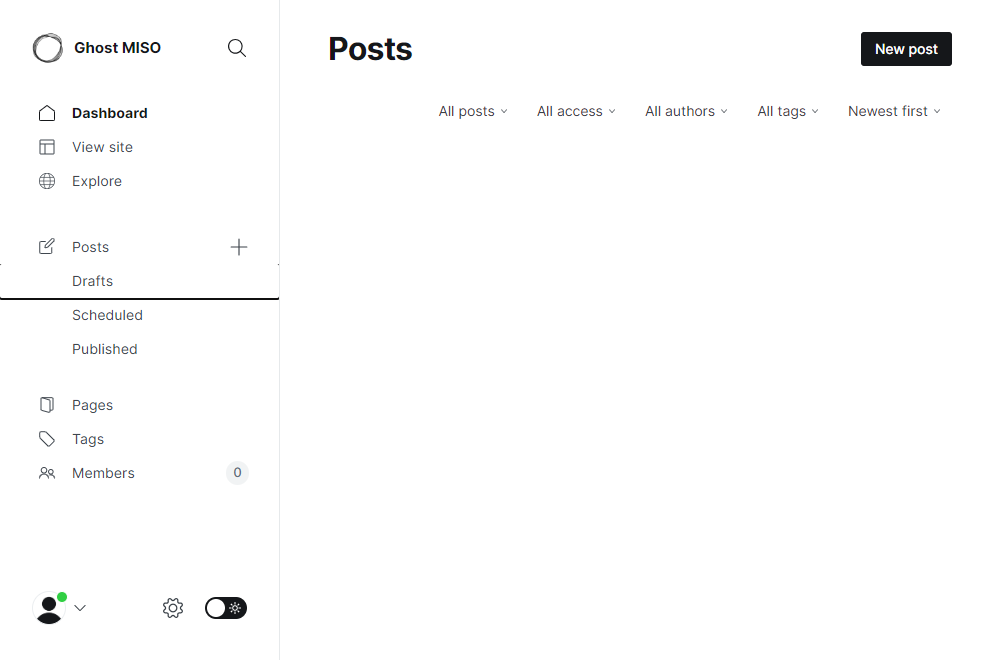 Ghost MISO
Dashboard
View site
Explore
Posts
Drafts
Scheduled
Published
Pages
Tags
Members 0
Posts
New post
All posts All access All authors All tags Newest first